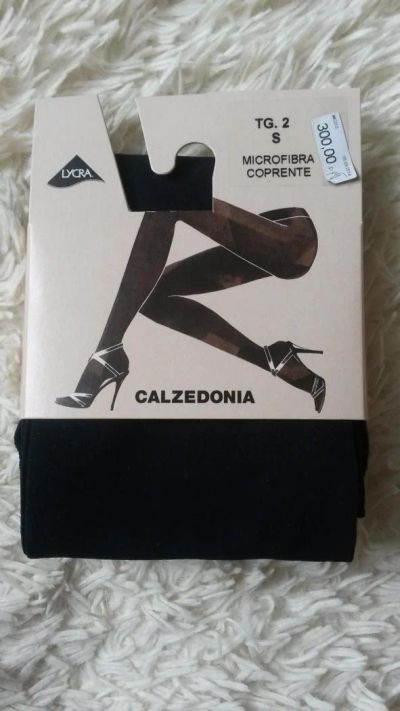 TG. 2
S
MICROFIBRA
COPRENTE
300,00
LYCRA
CALZEDONIA